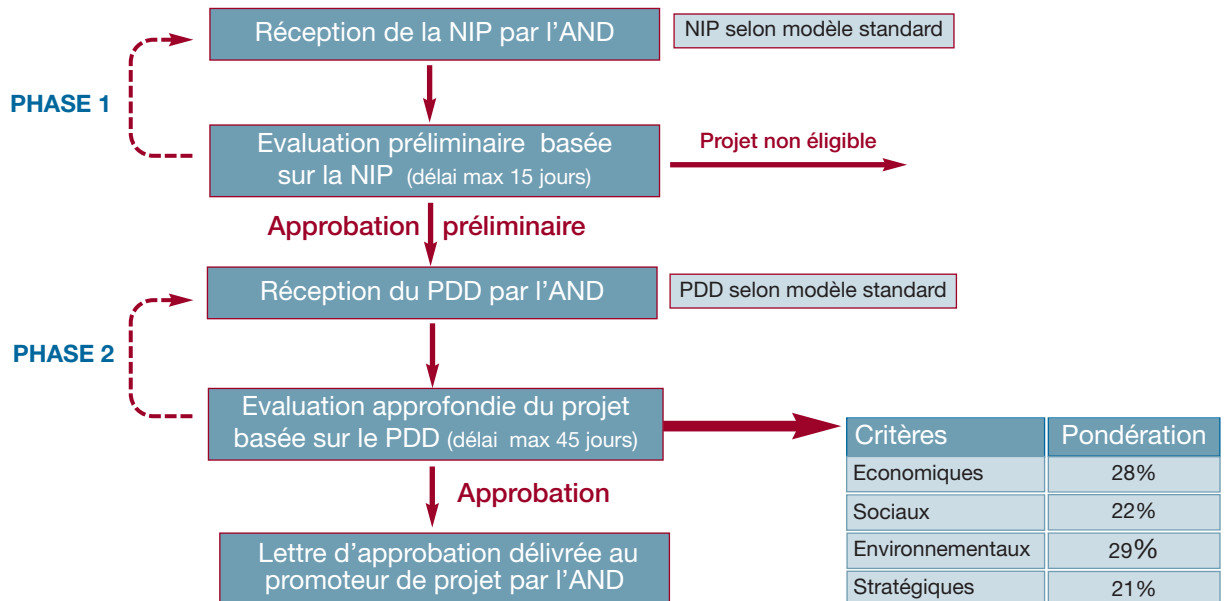 Réception de la NIP par l’AND
NIP selon modèle standard
PHASE 1
Evaluation préliminaire basée
sur la NIP (délai max 15 jours)
Projet non éligible
Approbation préliminaire
Réception du PDD par l’AND
PDD selon modèle standard
PHASE 2
Evaluation approfondie du projet
basée sur le PDD (délai max 45 jours)
Approbation
Lettre d’approbation délivrée au
promoteur de projet par l’AND
Critères Pondération
Economiques 28%
Sociaux 22%
Environnementaux 29%
Stratégiques 21%